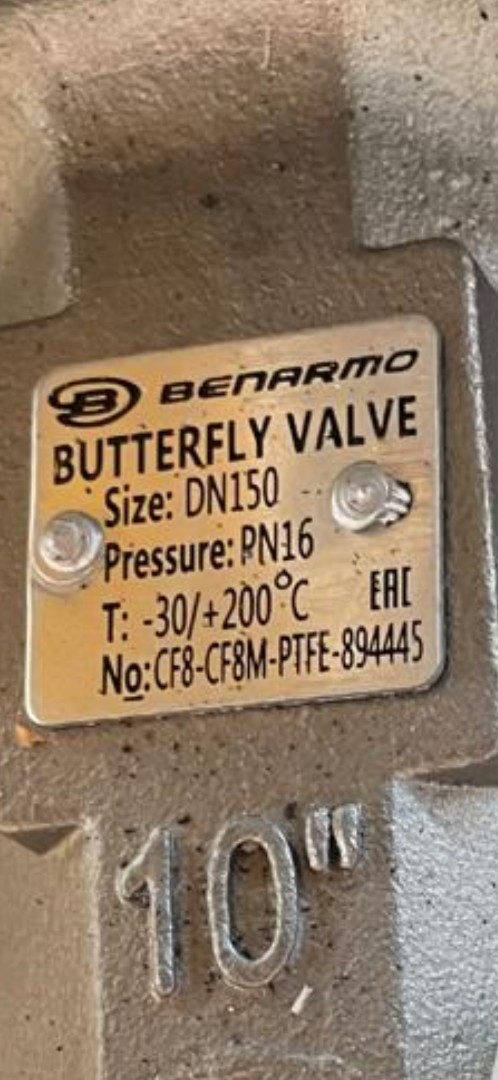 B BENARMO
BUTTERFLY VALVE
Size: DN150
Pressure: PN16
T: -30/+200°C EAC
№:CF8-CF8M-PTFE-894445
10"